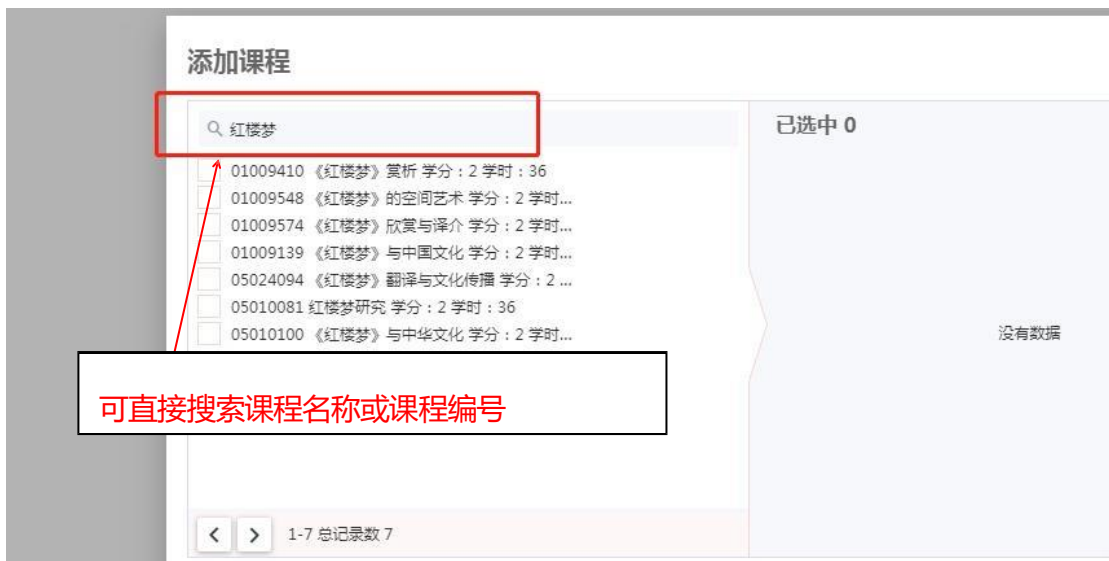 添加课程
红楼梦
已选中 0
01009410 《红楼梦》赏析 学分：2 学时：36
01009548 《红楼梦》的空间艺术 学分：2 学时...
01009574 《红楼梦》欣赏与译介 学分：2 学时...
01009139 《红楼梦》与中国文化 学分：2 学时...
05024094 《红楼梦》翻译与文化传播 学分：2 ...
05010081 红楼梦研究 学分：2 学时：36
05010100 《红楼梦》与中华文化 学分：2 学时...
没有数据
可直接搜索课程名称或课程编号
1-7 总记录数 7